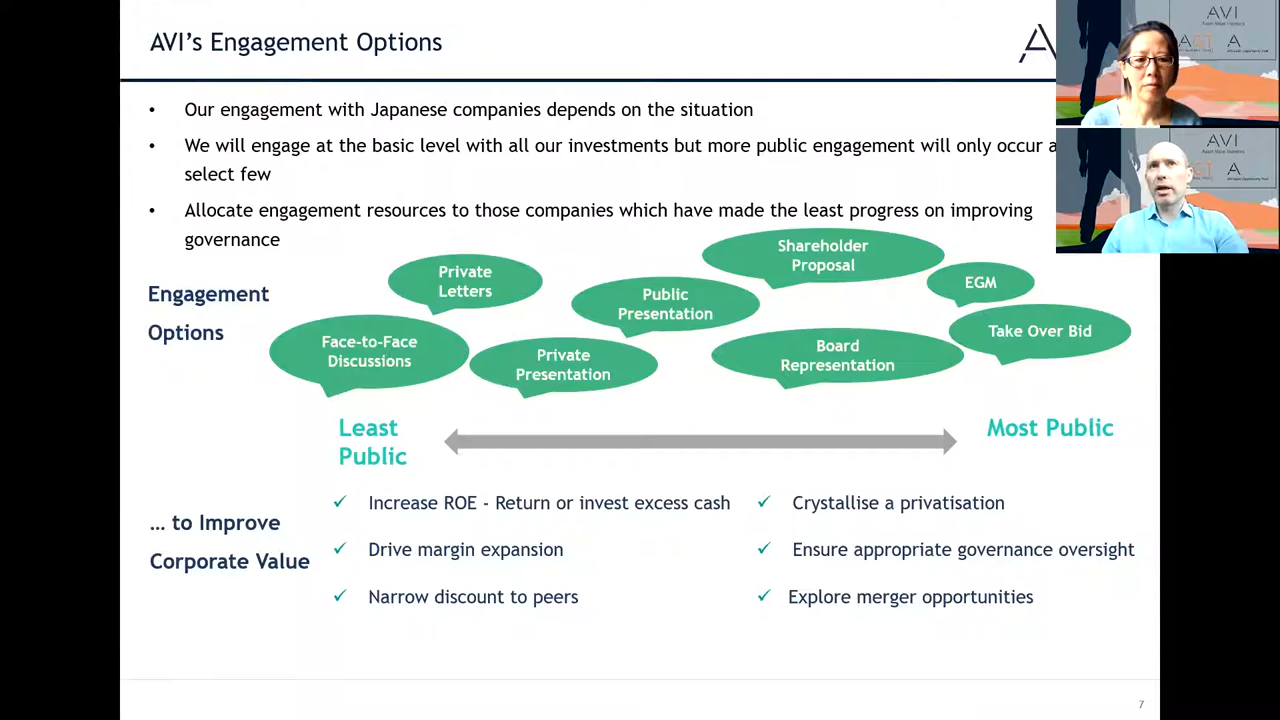 AVI's Engagement Options
• Our engagement with Japanese companies depends on the situation
• We will engage at the basic level with all our investments but more public engagement will only occur a
select few
• Allocate engagement resources to those companies which have made the least progress on improving
governance
Engagement
Options
Private
Letters
Face-to-Face
Discussions
Private
Presentation
Public
Presentation
Shareholder
Proposal
Board
Representation
EGM
Take Over Bid
Least
Public
Most Public
... to Improve
Corporate Value
✓ Increase ROE - Return or invest excess cash
✓ Drive margin expansion
✓ Narrow discount to peers
✓ Crystallise a privatisation
✓ Ensure appropriate governance oversight
✓ Explore merger opportunities
7
AVI
AVI